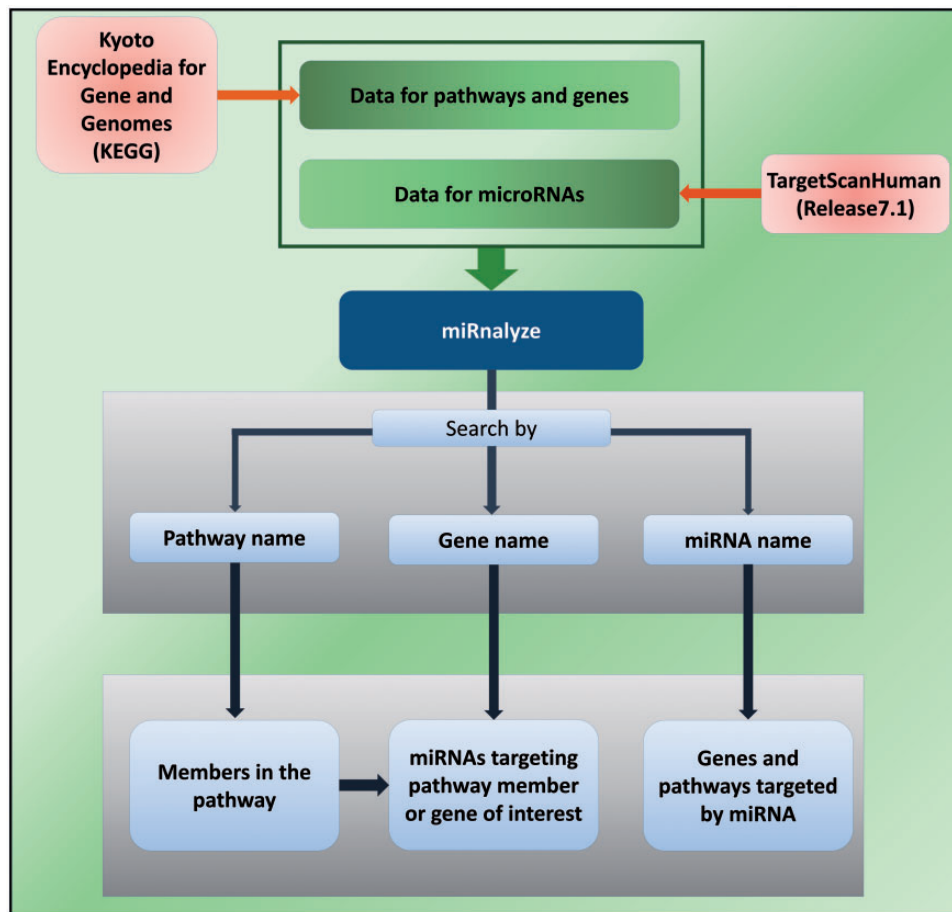 Kyoto
Encyclopedia for
Gene and
Genomes
(KEGG)
Data for pathways and genes
Data for microRNAs
TargetScanHuman
(Release7.1)
miRnalyze
Search by
Pathway name
Gene name
miRNA name
Members in the
pathway
miRNAs targeting
pathway member
or gene of interest
Genes and
pathways targeted
by miRNA